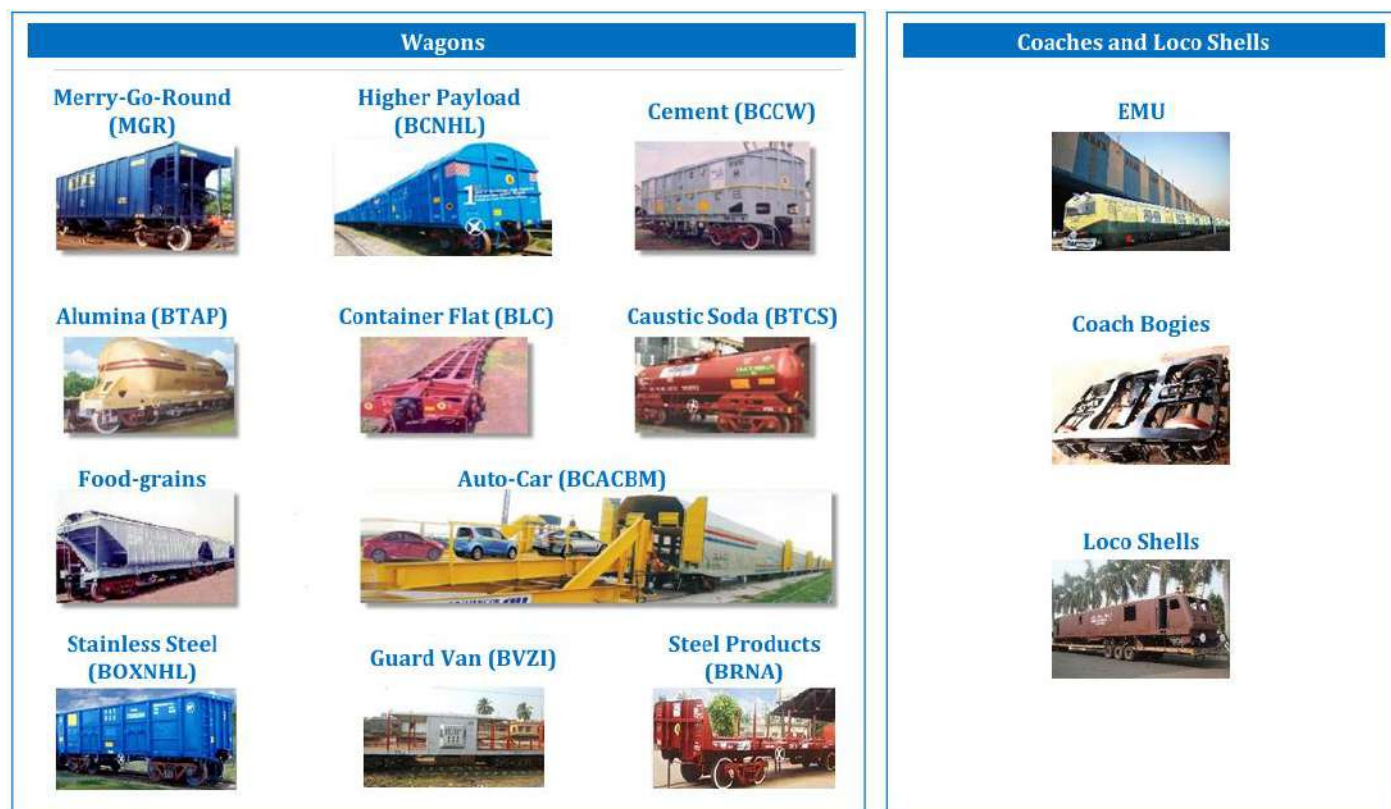 Wagons
Merry-Go-Round
(MGR)
Higher Payload
(BCNHL)
Cement (BCCW)
Alumina (BTAP)
Container Flat (BLC)
Caustic Soda (BTCS)
Food-grains
Auto-Car (BCACBM)
Stainless Steel
(BOXNHL)
Guard Van (BVZI)
Steel Products
(BRNA)
Coaches and Loco Shells
EMU
Coach Bogies
Loco Shells